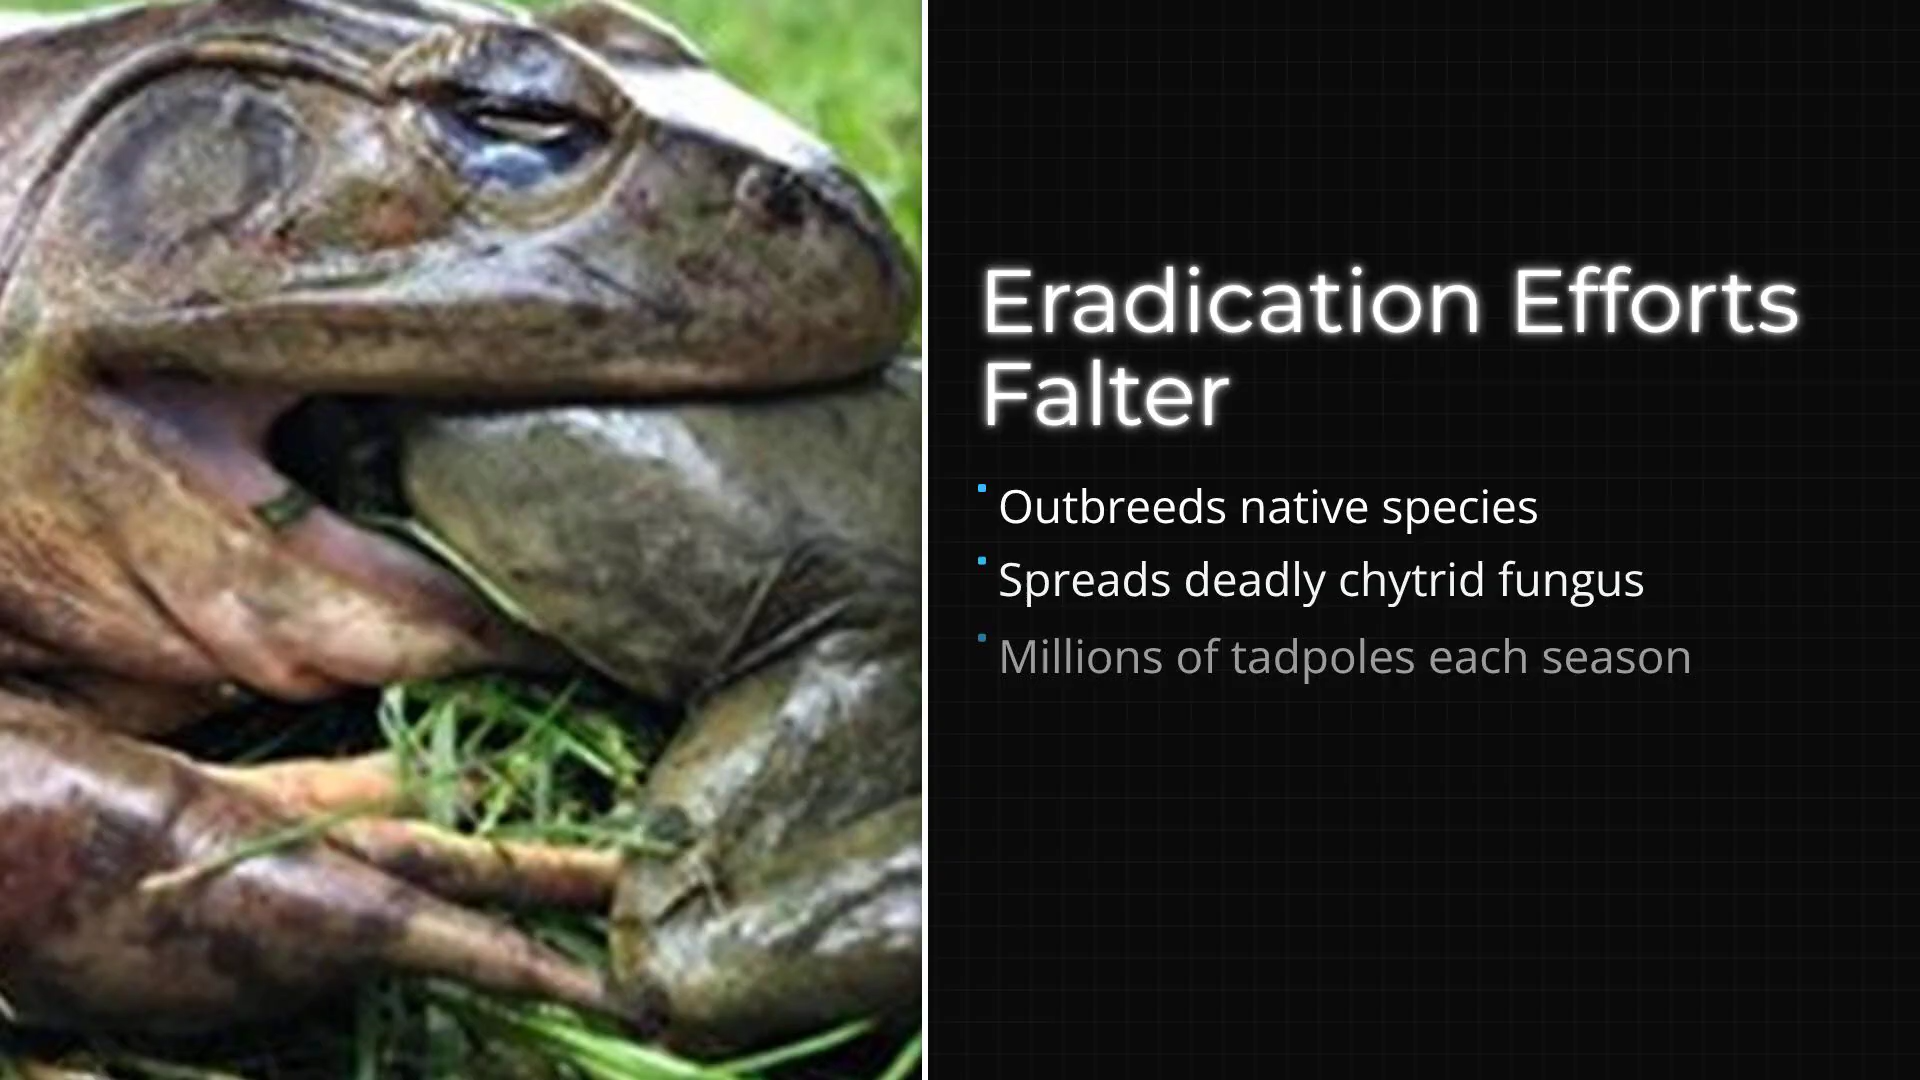 Eradication Efforts
Falter
Outbreeds native species
Spreads deadly chytrid fungus
Millions of tadpoles each season